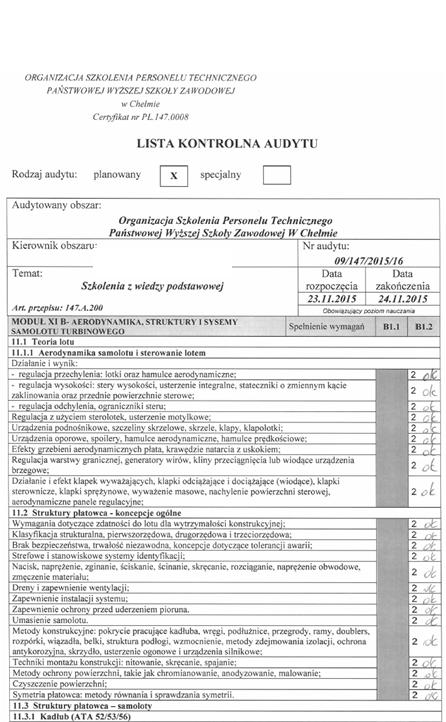 ORGANIZACJA SZKOLENIA PERSONELU TECHNICZNEGO
PAŃSTWOWEJ WYŻSZEJ SZKOŁY ZAWODOWEJ
w Chełmie
Certyfikat nr PL.147.0008
LISTA KONTROLNA AUDYTU
Rodzaj audytu: planowany X specjalny
Audytowany obszar:
Organizacja Szkolenia Personelu Technicznego
Państwowej Wyższej Szkoły Zawodowej W Chełmie
Kierownik obszaru: Nr audytu:
09/147/2015/16
Temat: Data Data
Szkolenia z wiedzy podstawowej rozpoczęcia zakończenia
23.11.2015 24.11.2015
Art. przepisu: 147.A.200 Obowiązujący poziom nauczania
MODUŁ XI B- AERODYNAMIKA, STRUKTURY I SYSEMY
SAMOLOTU TURBINOWEGO Spełnienie wymagań B1.1 B1.2
11.1 Teoria lotu
11.1.1 Aerodynamika samolotu i sterowanie lotem
Działanie i wynik:
- regulacja przechylenia: lotki oraz hamulce aerodynamiczne; 2 ok
- regulacja wysokości: stery wysokości, usterzenie integralne, stateczniki o zmiennym kącie
zaklinowania oraz przednie powierzchnie sterowe; 2 ok
- regulacja odchylenia, ograniczniki steru; 2 ok
Regulacja z użyciem sterolotek, usterzenie motylkowe; 2 ok
Urządzenia podnośnikowe, szczeliny skrzelowe, skrzele, klapy, klapolotki; 2 ok
Urządzenia oporowe, spoilery, hamulce aerodynamiczne, hamulce prędkościowe; 2 ok
Efekty grzebieni aerodynamicznych płata, krawędzie natarcia z uskokiem; 2 ok
Regulacja warstwy granicznej, generatory wirów, kliny przeciągnięcia lub wiodące urządzenia
brzegowe; 2 ok
Działanie i efekt klapek wyważających, klapki odciążające i dociążające (wiodące), klapki
sterownicze, klapki sprężynowe, wyważenie masowe, nachylenie powierzchni sterowej,
aerodynamiczne panele regulacyjne; 2 ok
11.2 Struktury płatowca - koncepcje ogólne
Wymagania dotyczące zdatności do lotu dla wytrzymałości konstrukcyjnej; 2 ok
Klasyfikacja strukturalna, pierwszorzędowa, drugorzędowa i trzeciorzędowa; 2 ok
Brak bezpieczeństwa, trwałość niezawodna, koncepcje dotyczące tolerancji awarii; 2 ok
Strefowe i stanowiskowe systemy identyfikacji; 2 ok
Nacisk, naprężenie, zginanie, ściskanie, ścinanie, skręcanie, rozciąganie, naprężenie obwodowe,
zmęczenie materiału; 2 ok
Dreny i zapewnienie wentylacji; 2 ok
Zapewnienie instalacji systemu; 2 ok
Zapewnienie ochrony przed uderzeniem pioruna. 2 ok
Umasienie samolotu. 2 ok
Metody konstrukcyjne: pokrycie pracujące kadłuba, wręgi, podłużnice, przegrody, ramy, doublers,
rozpórki, wiązadła, belki, struktura podłogi, wzmocnienie, metody zdejmowania izolacji, ochrona
antykorozyjna, skrzydło, usterzenie ogonowe i urządzenia silnikowe; 2 ok
Techniki montażu konstrukcji: nitowanie, skręcanie, spajanie; 2 ok
Metody ochrony powierzchni, takie jak chromianowanie, anodyzowanie, malowanie; 2 ok
Czyszczenie powierzchni; 2 ok
Symetria płatowca: metody równania i sprawdzania symetrii. 2 ok
11.3 Struktury płatowca – samoloty
11.3.1 Kadłub (ATA 52/53/56)